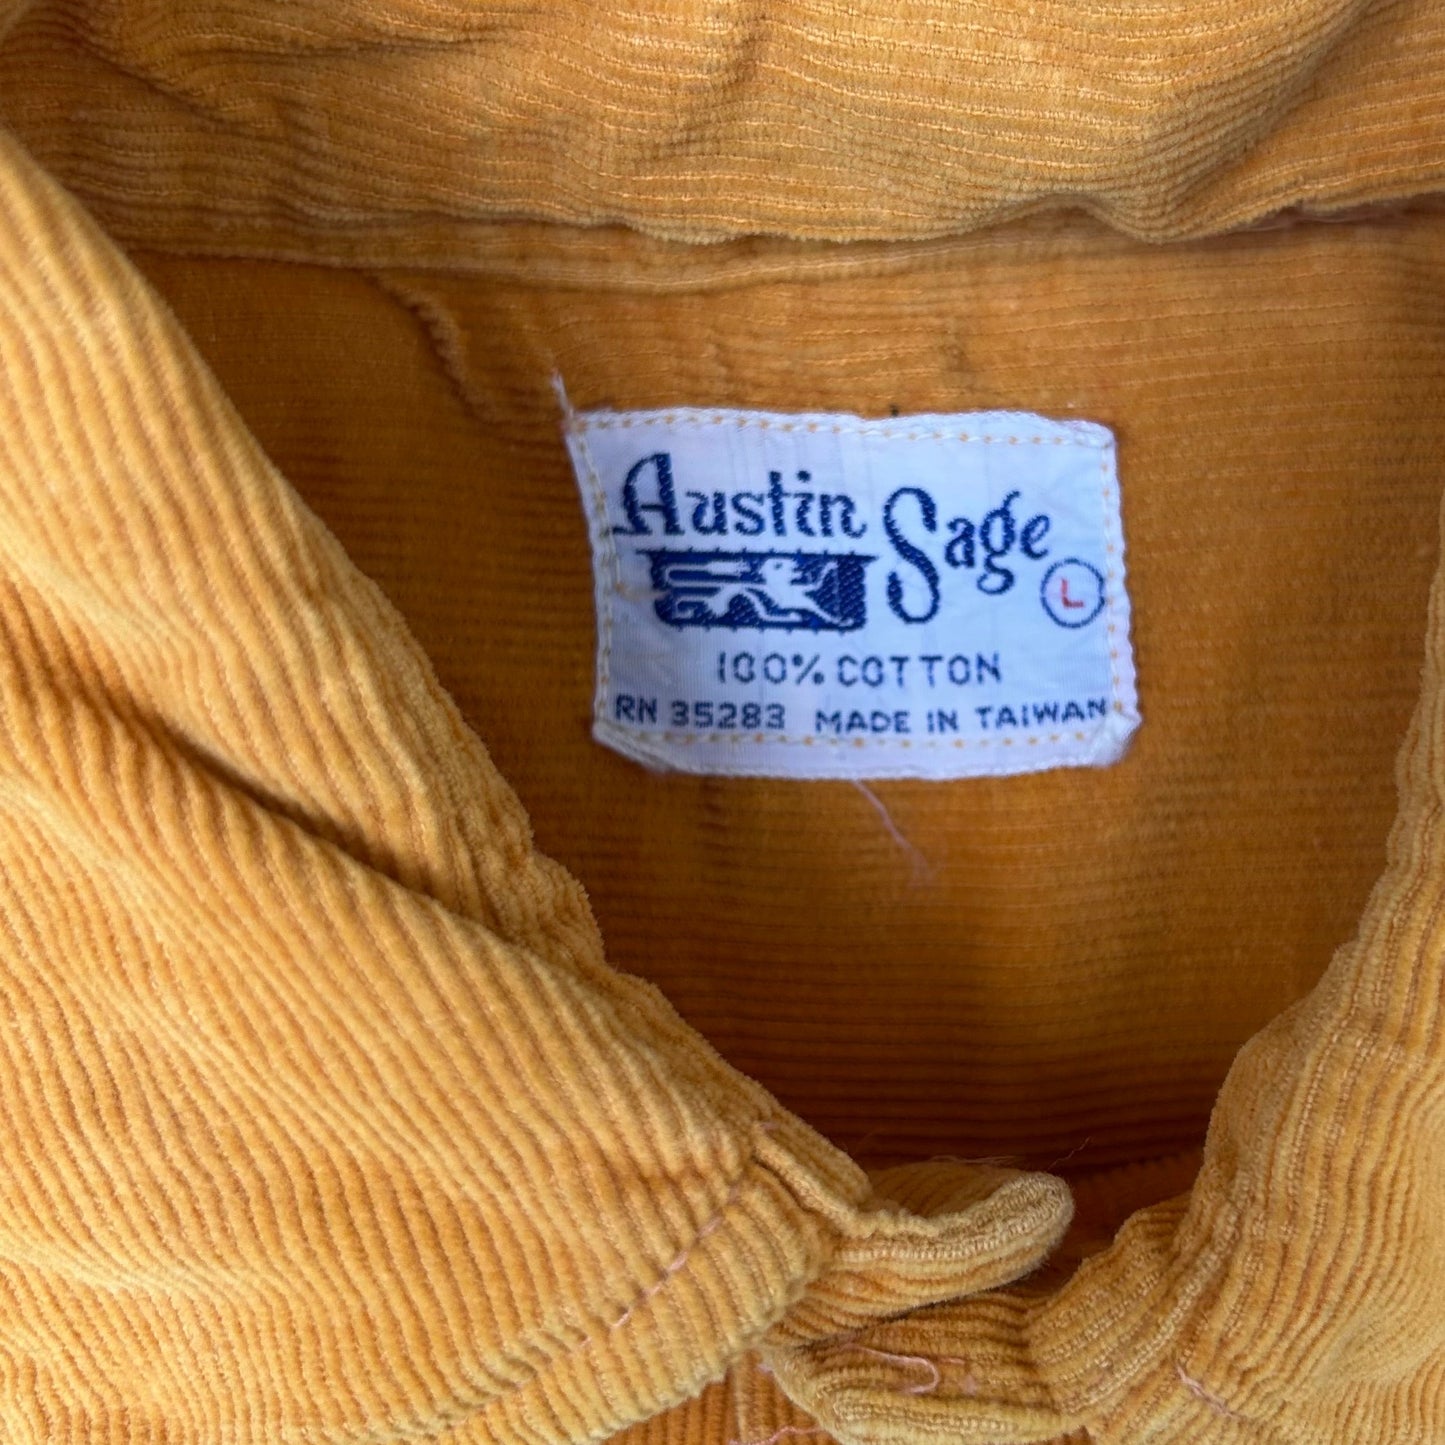 Austin Sage
L
100% COTTON
RN 35283 MADE IN TAIWAN